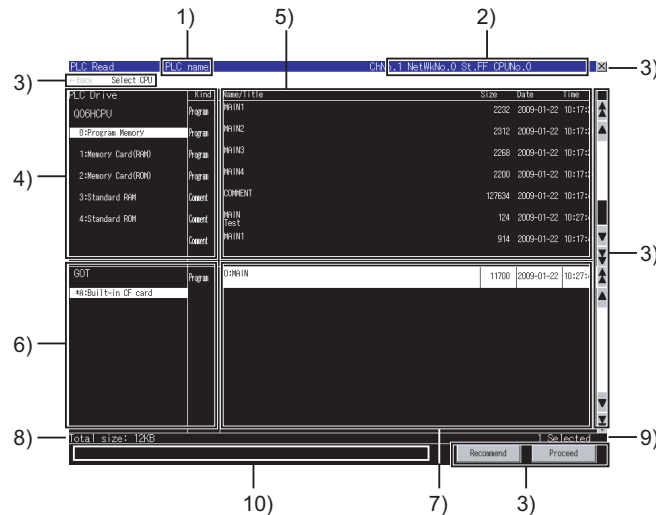 1)
5)
2)
PLC Read PLC name ChNo.1 NetWkNo.0 St.FF CPUNo.0
3)
3)
←Back Select CPU
PLC Drive Kind Name/Title Size Date Time
Q06HCPU Program MAIN1 2232 2009-01-22 10:17:
0:Program Memory Program MAIN2 2312 2009-01-22 10:17:
1:Memory Card(RAM) Program MAIN3 2268 2009-01-22 10:17:
4)
2:Memory Card(ROM) Program MAIN4 2200 2009-01-22 10:17:
3:Standard RAM Comment COMMENT 127634 2009-01-22 10:17:
4:Standard ROM Comment MAIN 124 2009-01-22 10:27:
Test
Comment MAIN1 914 2009-01-22 10:17:
3)
GOT Program 0:MAIN 11700 2009-01-22 10:27:
*A:Built-in CF card
6)
8)
Total size: 12KB 1 Selected
9)
Recommend Proceed
10)
7)
3)